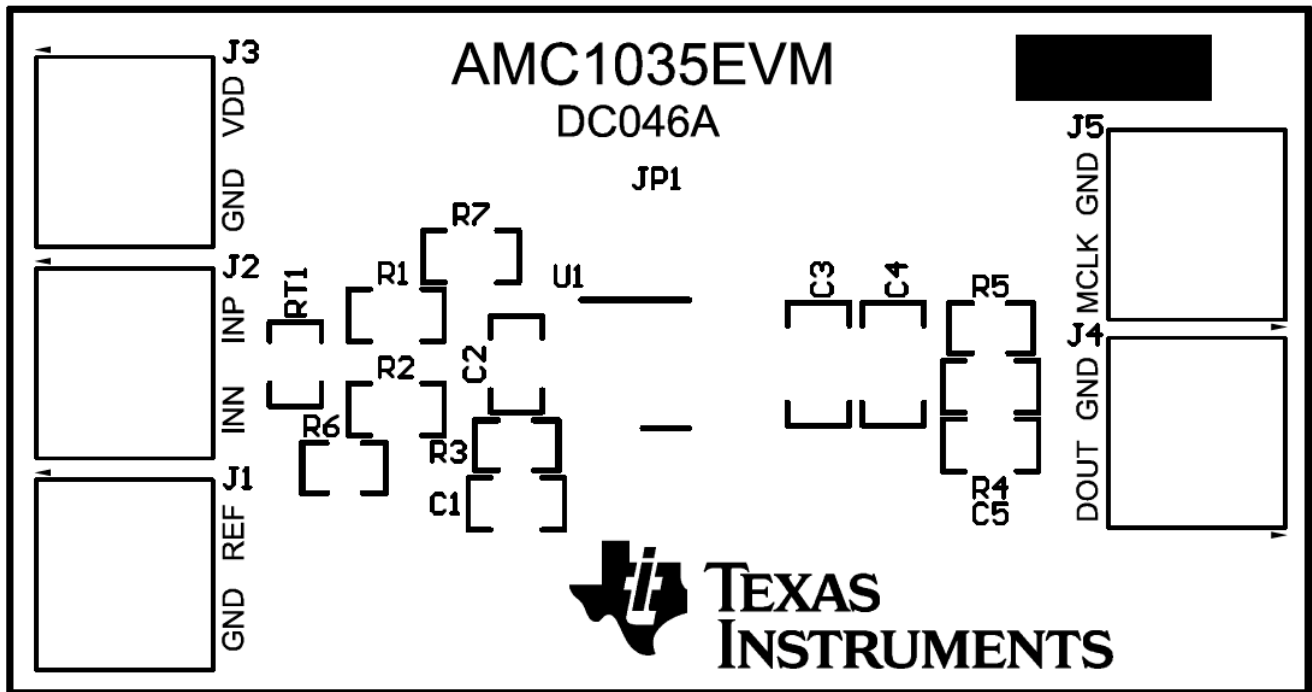 AMC1035EVM
DC046A
JP1
J3
VDD
GND
J2
INP
INN
J1
REF
GND
RT1
R1
R7
R2
R6
C2
R3
C1
U1
C3
C4
R5
R4
C5
J5
GND
MCLK
J4
GND
DOUT
TEXAS
INSTRUMENTS